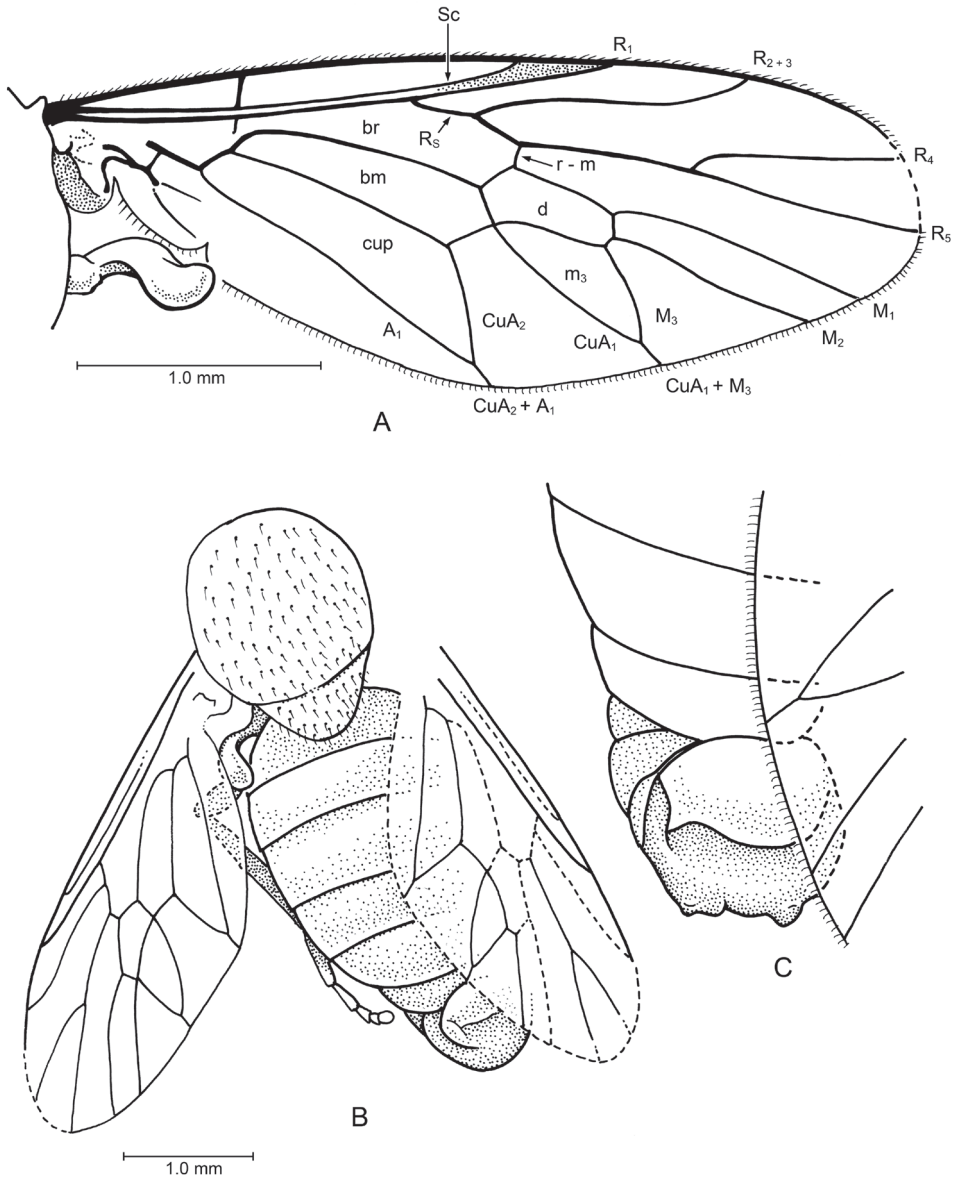 Sc
R1
R2 + 3
br
RS
r - m
R4
bm
d
R5
cup
m3
CuA2
M3
M1
A1
CuA1
M2
1.0 mm
CuA1 + M3
CuA2 + A1
A
C
B
1.0 mm